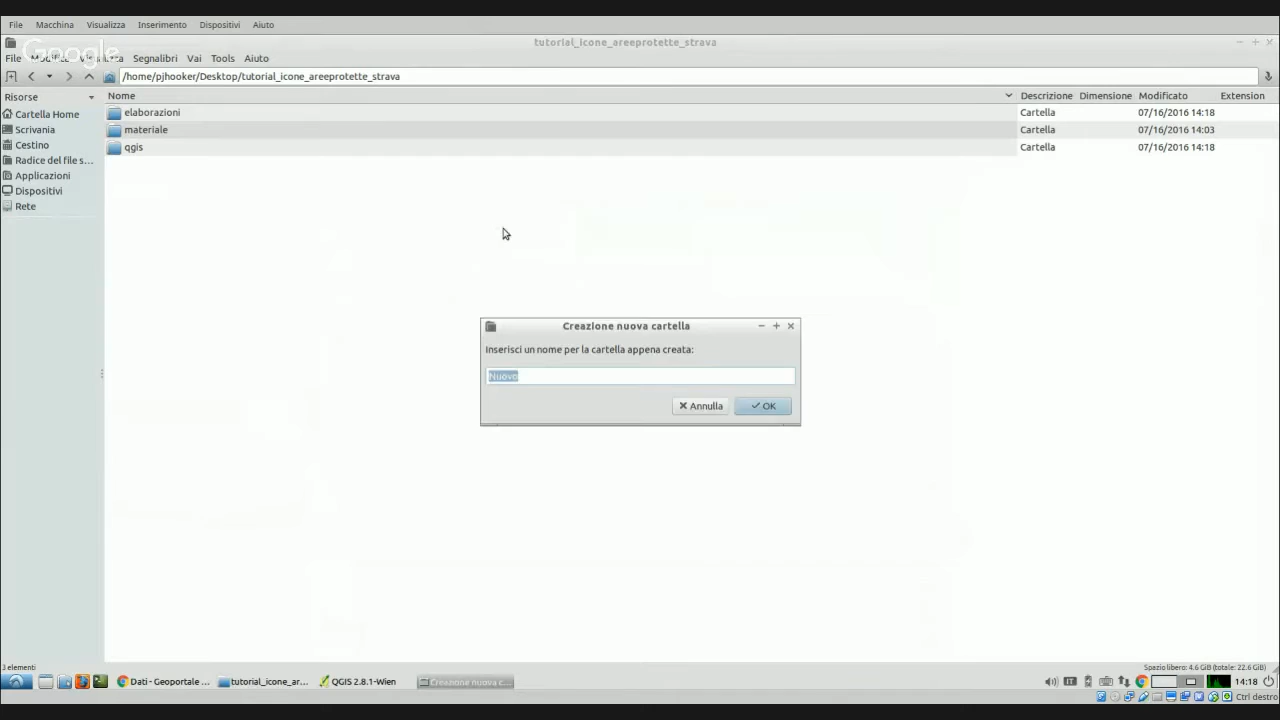 File Macchina Visualizza Inserimento Dispositivi Aiuto
tutorial_icone_areeprotette_strava
Google
File Segnalibri Vai Tools Aiuto
/home/pjhooker/Desktop/tutorial_icone_areeprotette_strava
Risorse
Nome Descrizione Dimensione Modificato Extension
Cartella Home
Scrivania
Cestino
Radice del file s...
Applicazioni
Dispositivi
Rete
elaborazioni Cartella 07/16/2016 14:18
materiale Cartella 07/16/2016 14:03
qgis Cartella 07/16/2016 14:18
Creazione nuova cartella
Inserisci un nome per la cartella appena creata:
Nuovo
Annulla OK
3 elementi
Spazio libero: 4.6 GiB (totale: 22.6 GiB)
Dati - Geoportale ... tutorial_icone_ar... QGIS 2.8.1-Wien Creazione nuova c...
IT 14:18
Ctrl destro